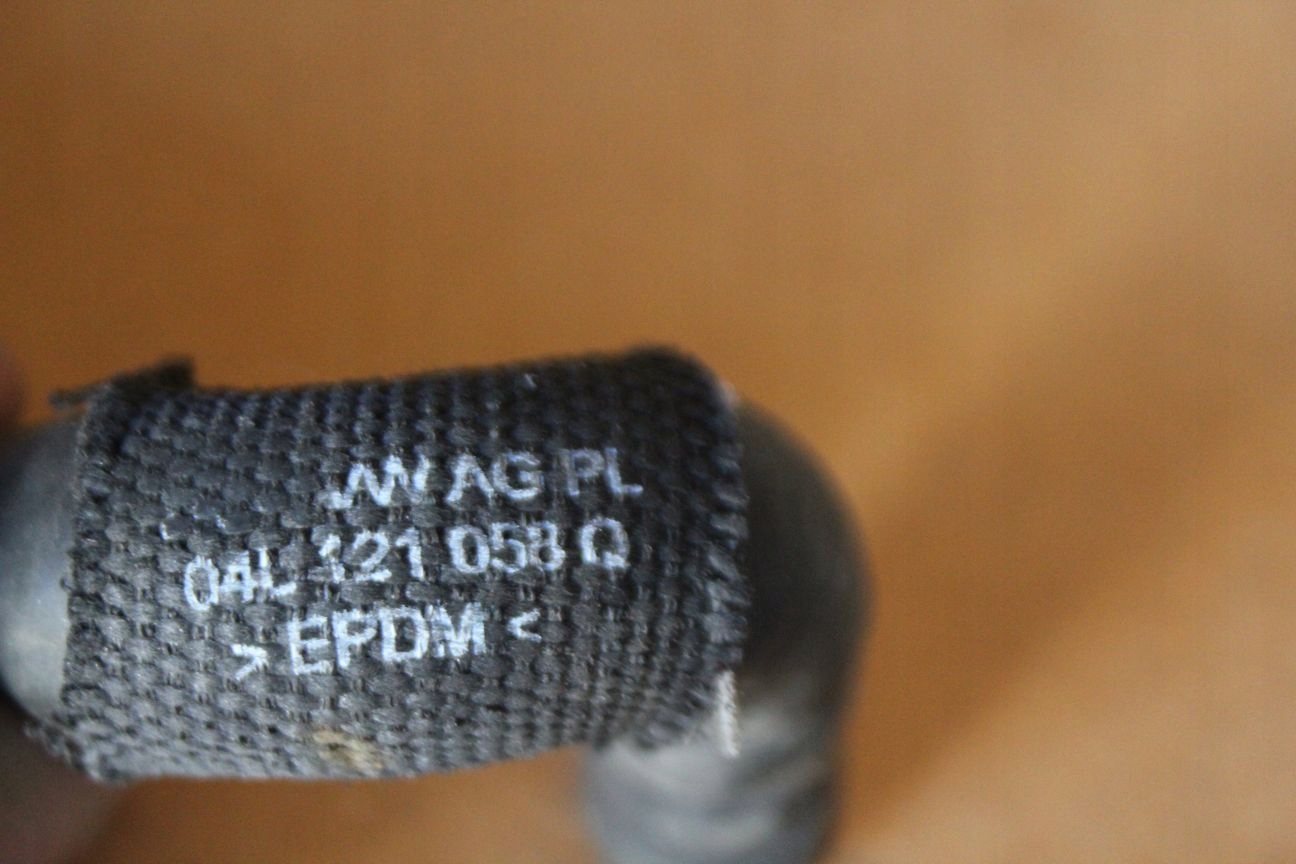 VW AG PL
04L 121 058 Q
> EPDM <